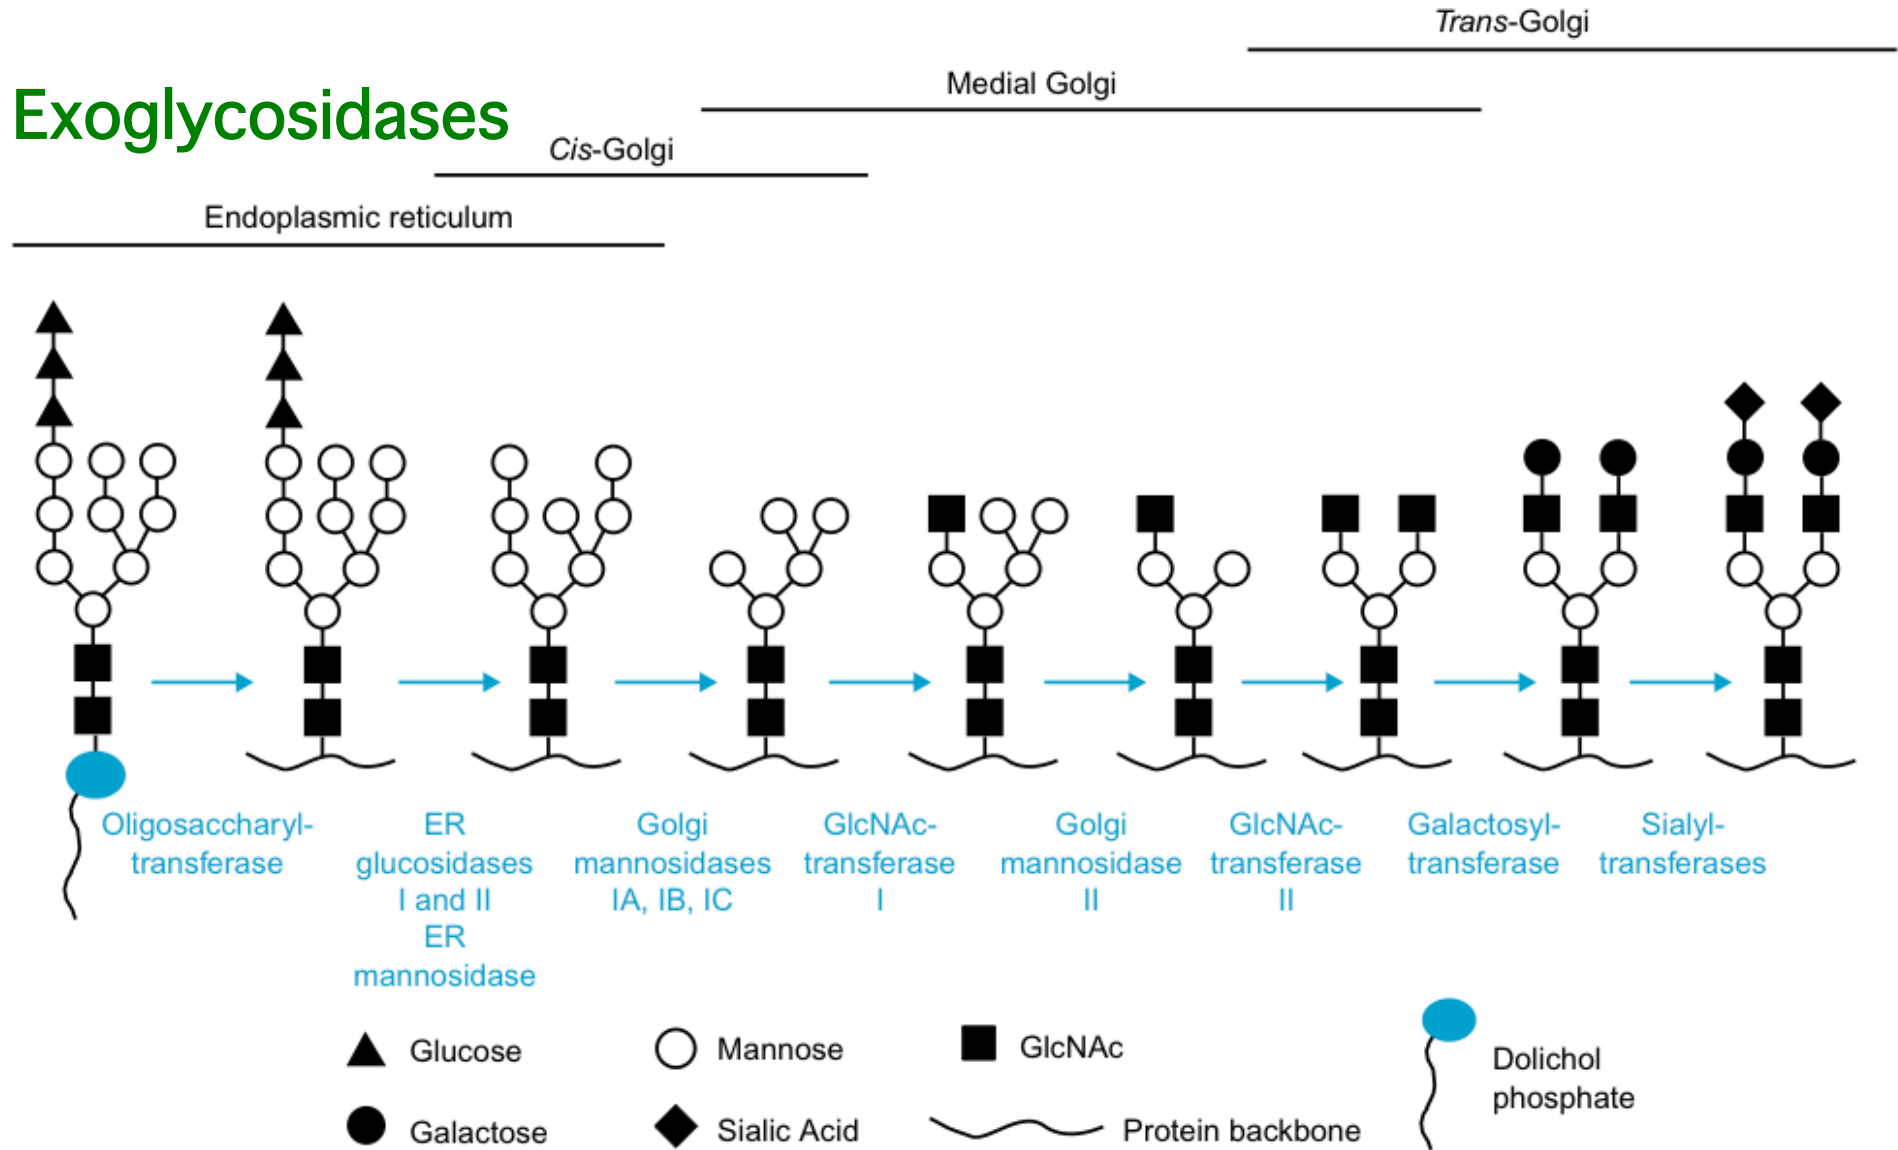 Trans-Golgi
Medial Golgi
Exoglycosidases
Cis-Golgi
Endoplasmic reticulum
Oligosaccharyl-
transferase
ER
glucosidases
I and II
ER
mannosidase
Golgi
mannosidases
IA, IB, IC
GlcNAc-
transferase
I
Golgi
mannosidase
II
GlcNAc-
transferase
II
Galactosyl-
transferase
Sialyl-
transferases
Glucose
Mannose
GlcNAc
Dolichol
phosphate
Galactose
Sialic Acid
Protein backbone